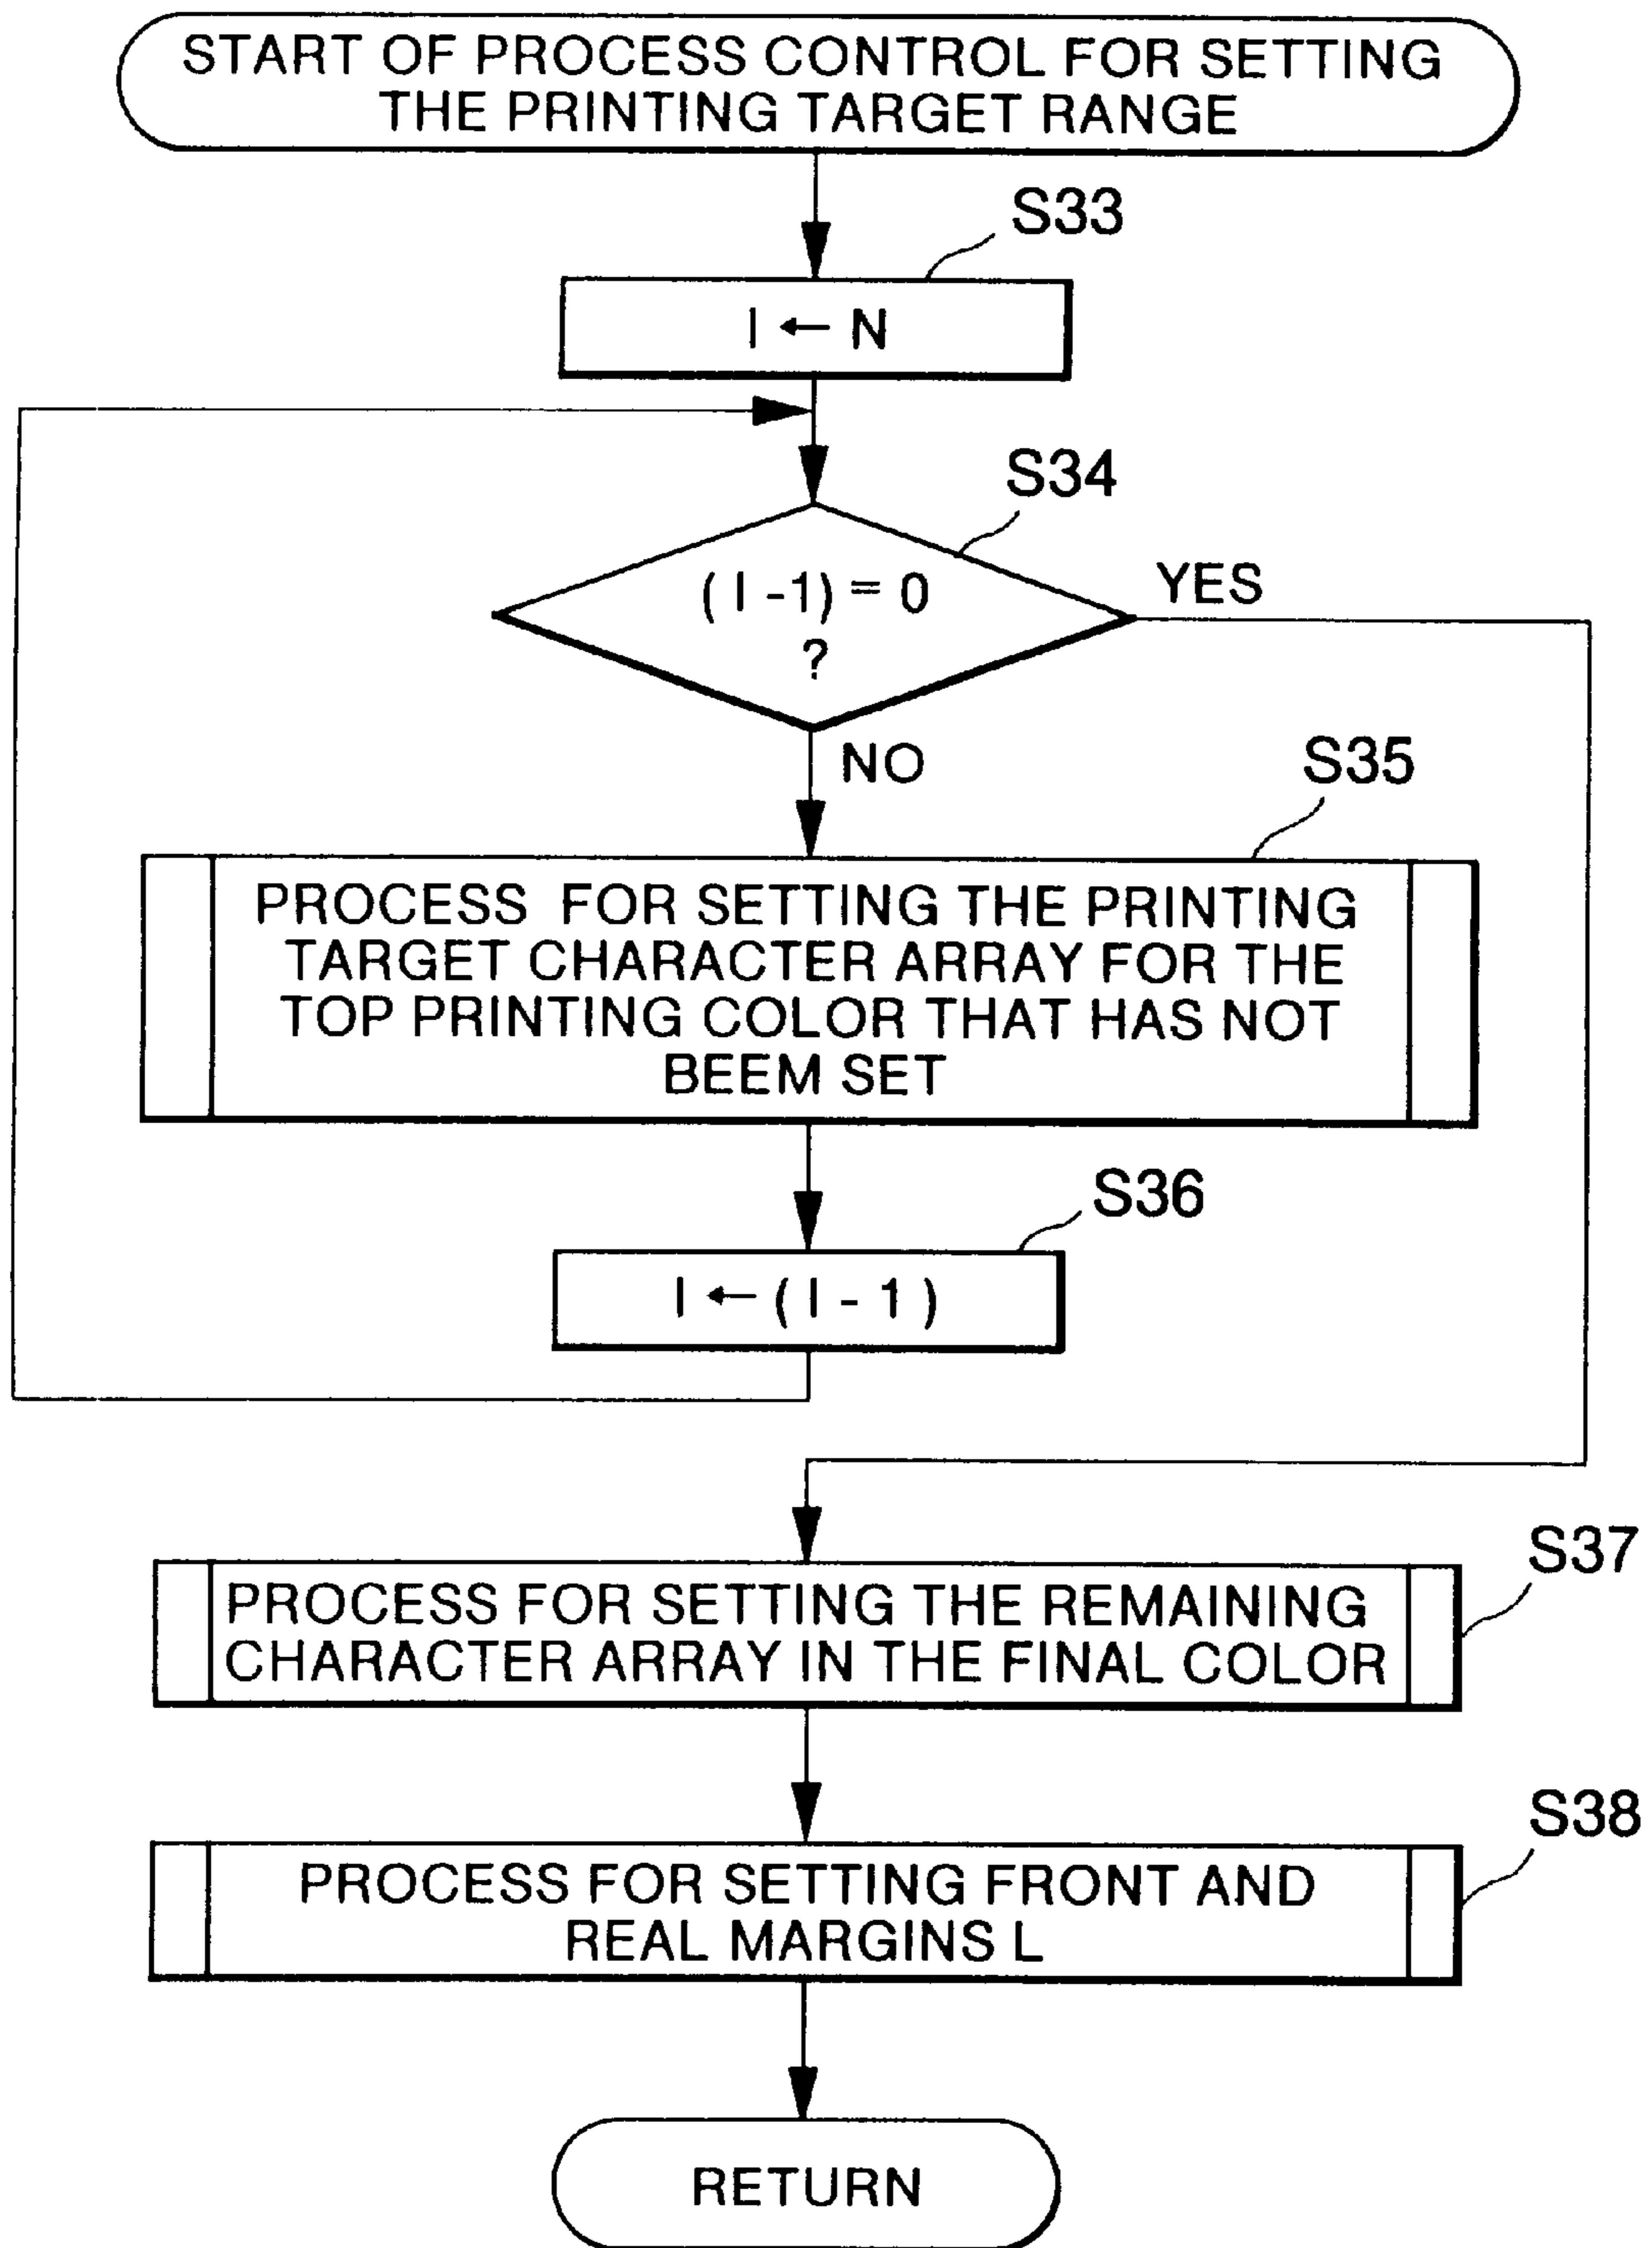 START OF PROCESS CONTROL FOR SETTING
THE PRINTING TARGET RANGE
S33
I ← N
S34
( I -1) = 0
?
YES
NO
S35
PROCESS FOR SETTING THE PRINTING
TARGET CHARACTER ARRAY FOR THE
TOP PRINTING COLOR THAT HAS NOT
BEEM SET
S36
I ← ( I - 1 )
S37
PROCESS FOR SETTING THE REMAINING
CHARACTER ARRAY IN THE FINAL COLOR
S38
PROCESS FOR SETTING FRONT AND
REAL MARGINS L
RETURN